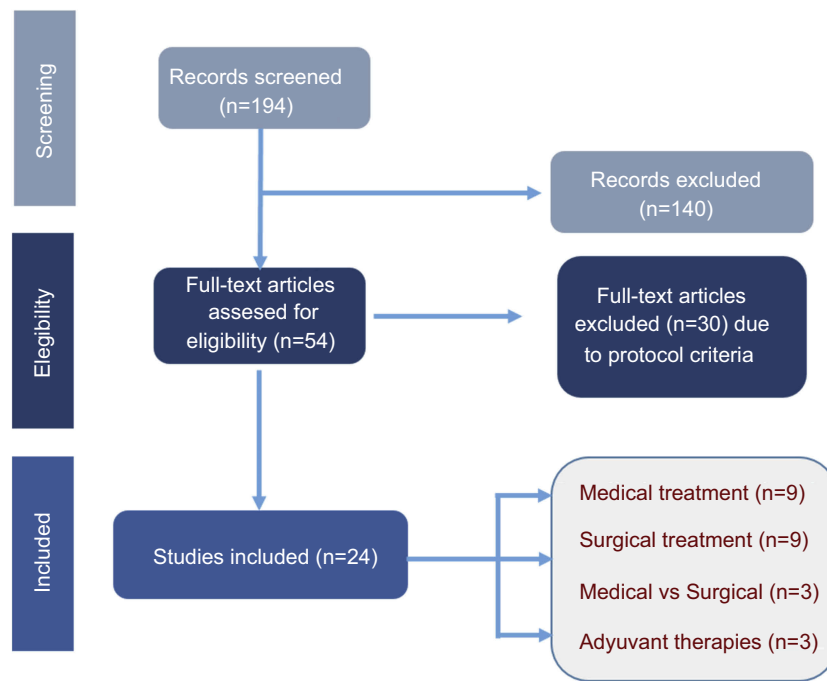 Screening
Records screened
(n=194)
Records excluded
(n=140)
Elegibility
Full-text articles
assesed for
eligibility (n=54)
Full-text articles
excluded (n=30) due
to protocol criteria
Included
Studies included (n=24)
Medical treatment (n=9)
Surgical treatment (n=9)
Medical vs Surgical (n=3)
Adyuvant therapies (n=3)